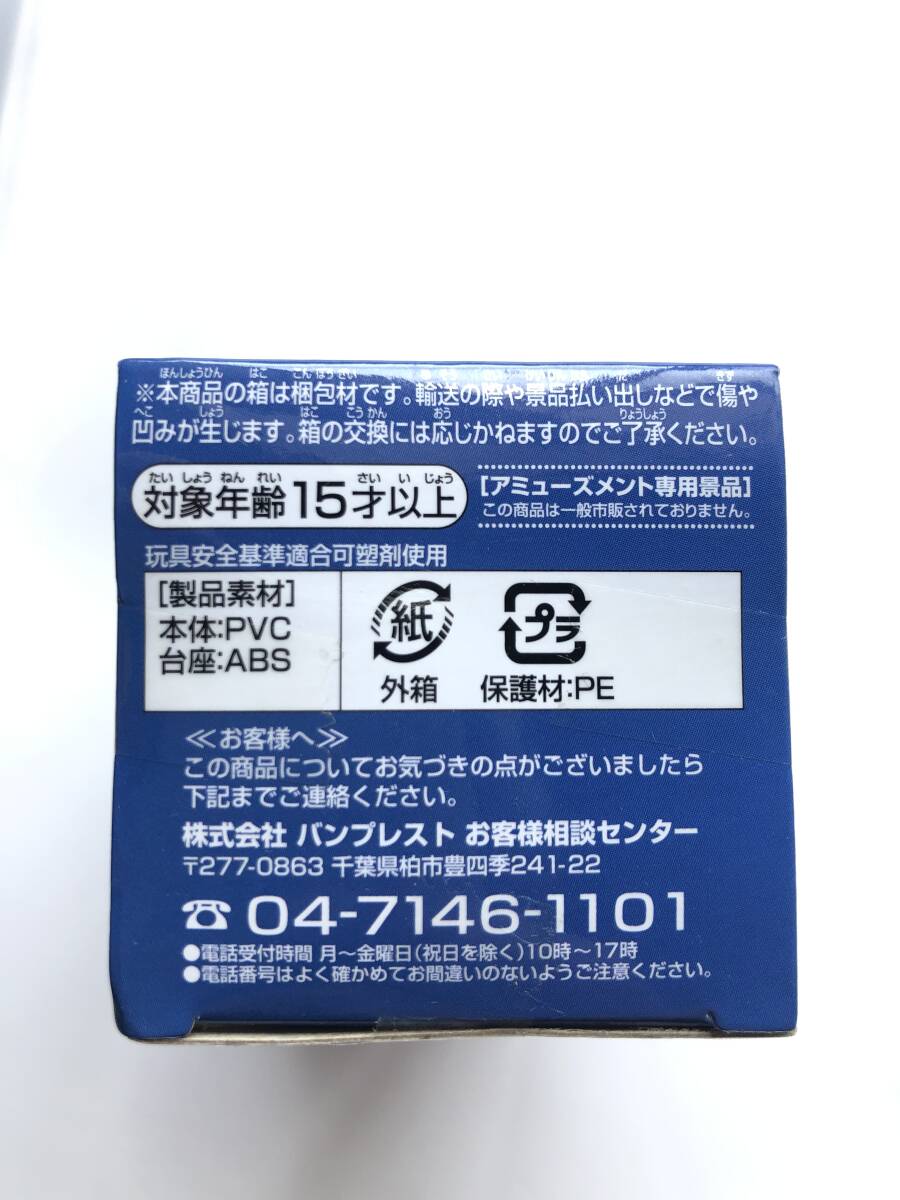 ※本商品の箱は梱包材です。輸送の際や景品払い出しなどで傷や
凹みが生じます。箱の交換には応じかねますのでご了承ください。
対象年齢15才以上
[アミューズメント専用景品]
この商品は一般市販されておりません。
玩具安全基準適合可塑剤使用
[製品素材]
本体:PVC
台座:ABS
紙
外箱
プラ
保護材:PE
≪お客様へ≫
この商品についてお気づきの点がございましたら
下記までご連絡ください。
株式会社 バンプレスト お客様相談センター
〒277-0863 千葉県柏市豊四季241-22
☎04-7146-1101
●電話受付時間 月～金曜日(祝日を除く)10時～17時
●電話番号はよく確かめてお間違いのないようご注意ください。